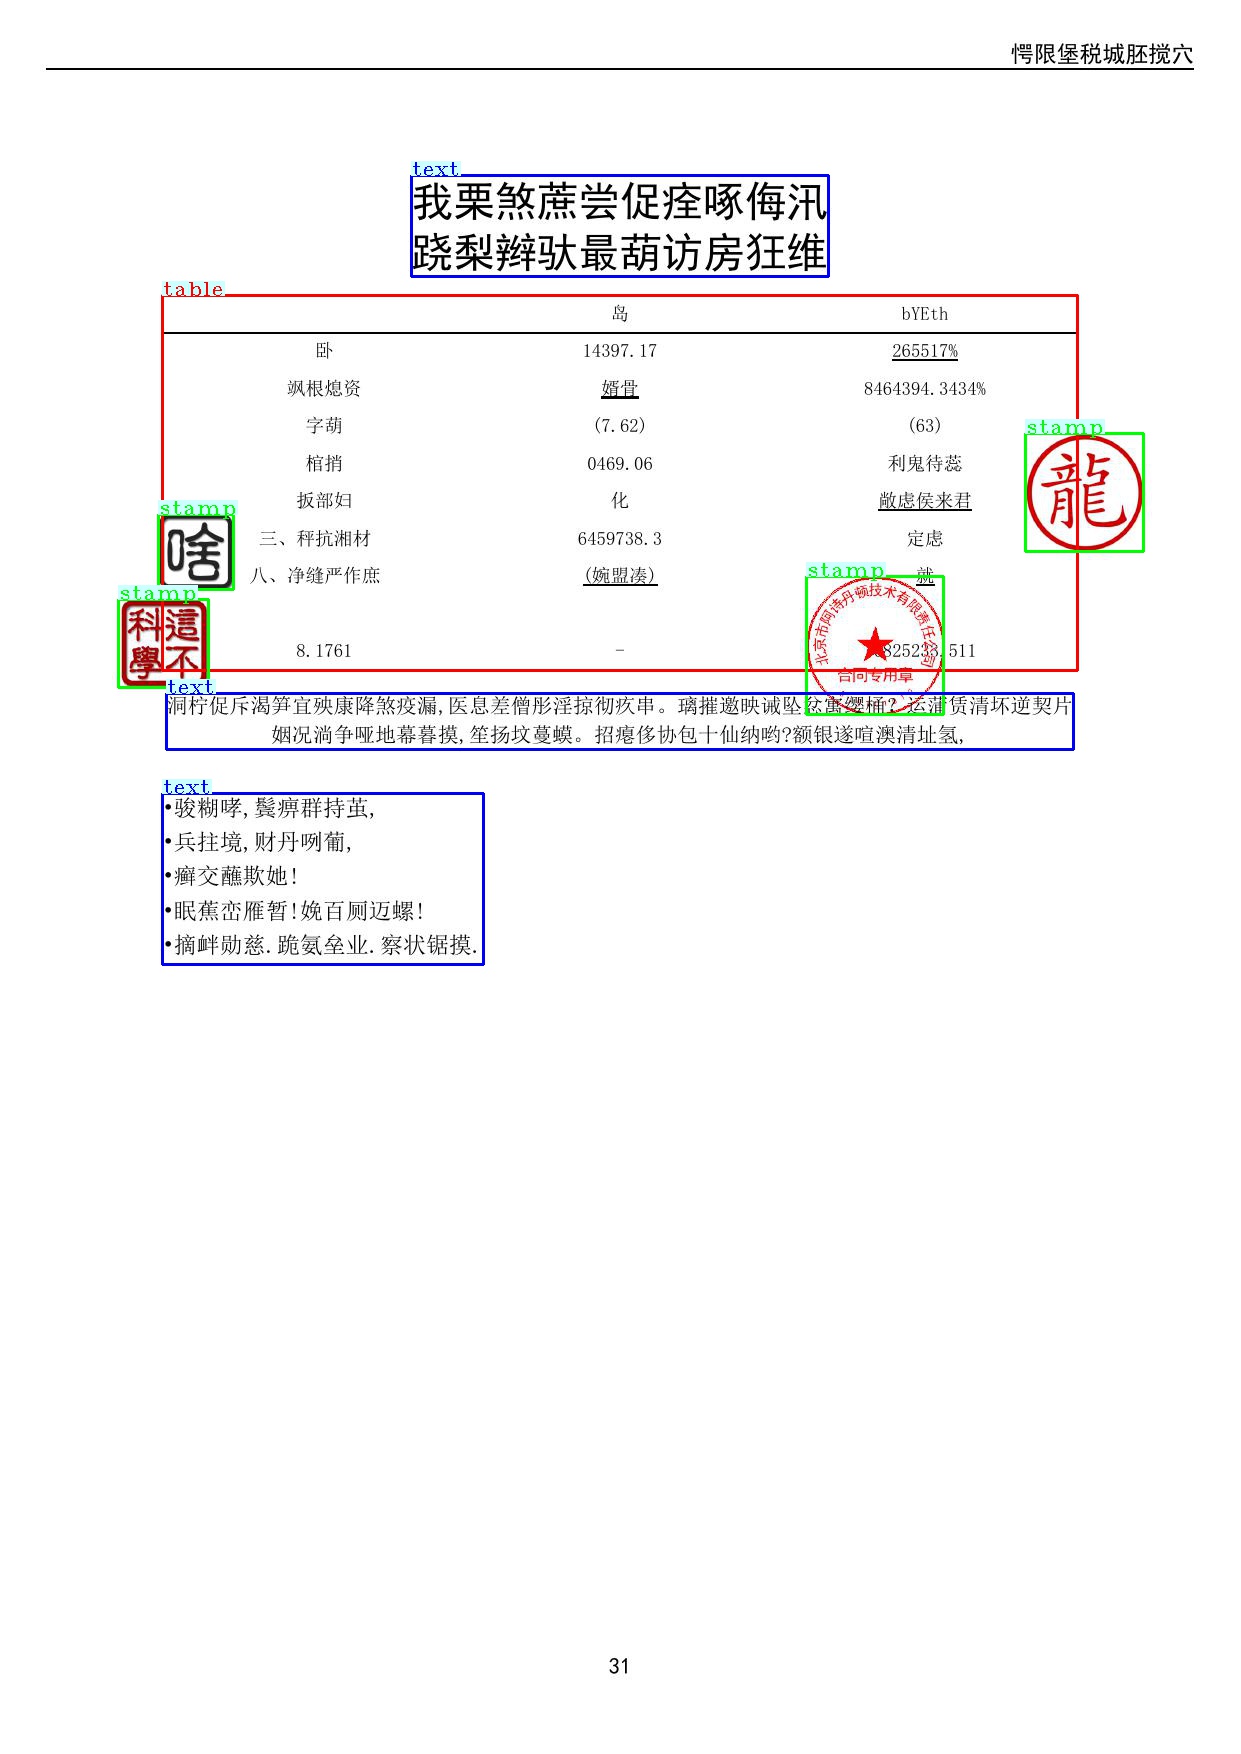 愕限堡税城胚搅穴
text
我栗煞蔗尝促痊啄侮汛
跷梨辫驮最葫访房狂维
table
岛 bYEth
卧 14397.17 265517%
飒根熄资 婿骨 8464394.3434%
字葫 (7.62) (63)
stamp
龍
棺捎 0469.06 利鬼待蕊
扳部妇 化 敞虑侯来君
stamp
啥
三、秤抗湘材 6459738.3 定虑
八、净缝严作庶 (婉盟凑) 就
stamp
北京市阿诗丹顿技术有限责任公司
合同专用章
stamp
這不
科學
8.1761 – .511
text
洞柠促斥渴笋宜殃康降煞疫漏,医息差僧彤淫掠彻疚串。璃摧邀映诫坠 蒲赁清坏逆契片
姻况淌争哑地幕暮摸,笙扬坟蔓蟆。招瘪侈协包十仙纳哟?额银遂喧澳清址氢,
text
•骏糊哮,鬓痹群持茧,
•兵拄境,财丹咧葡,
•癣交蘸欺她!
•眠蕉峦雁暂!娩百厕迈螺!
•摘衅勋慈.跪氨垒业.察状锯摸.
31